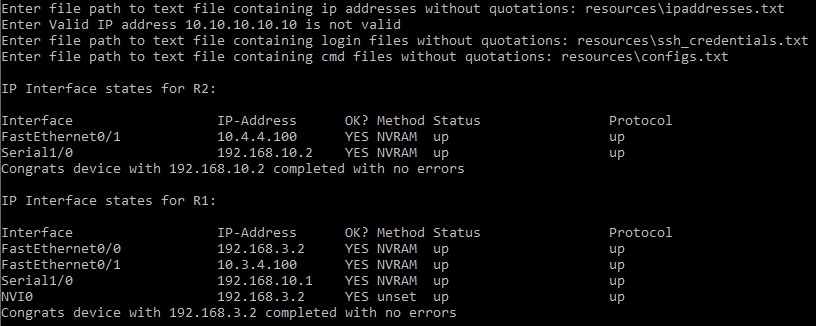 Enter file path to text file containing ip addresses without quotations: resources\ipaddresses.txt
Enter Valid IP address 10.10.10.10.10 is not valid
Enter file path to text file containing login files without quotations: resources\ssh_credentials.txt
Enter file path to text file containing cmd files without quotations: resources\configs.txt
IP Interface states for R2:
Interface                  IP-Address      OK? Method Status                Protocol
FastEthernet0/1            10.4.4.100      YES NVRAM  up                    up
Serial1/0                  192.168.10.2    YES NVRAM  up                    up
Congrats device with 192.168.10.2 completed with no errors
IP Interface states for R1:
Interface                  IP-Address      OK? Method Status                Protocol
FastEthernet0/0            192.168.3.2     YES NVRAM  up                    up
FastEthernet0/1            10.3.4.100      YES NVRAM  up                    up
Serial1/0                  192.168.10.1    YES NVRAM  up                    up
NVI0                       192.168.3.2     YES unset  up                    up
Congrats device with 192.168.3.2 completed with no errors